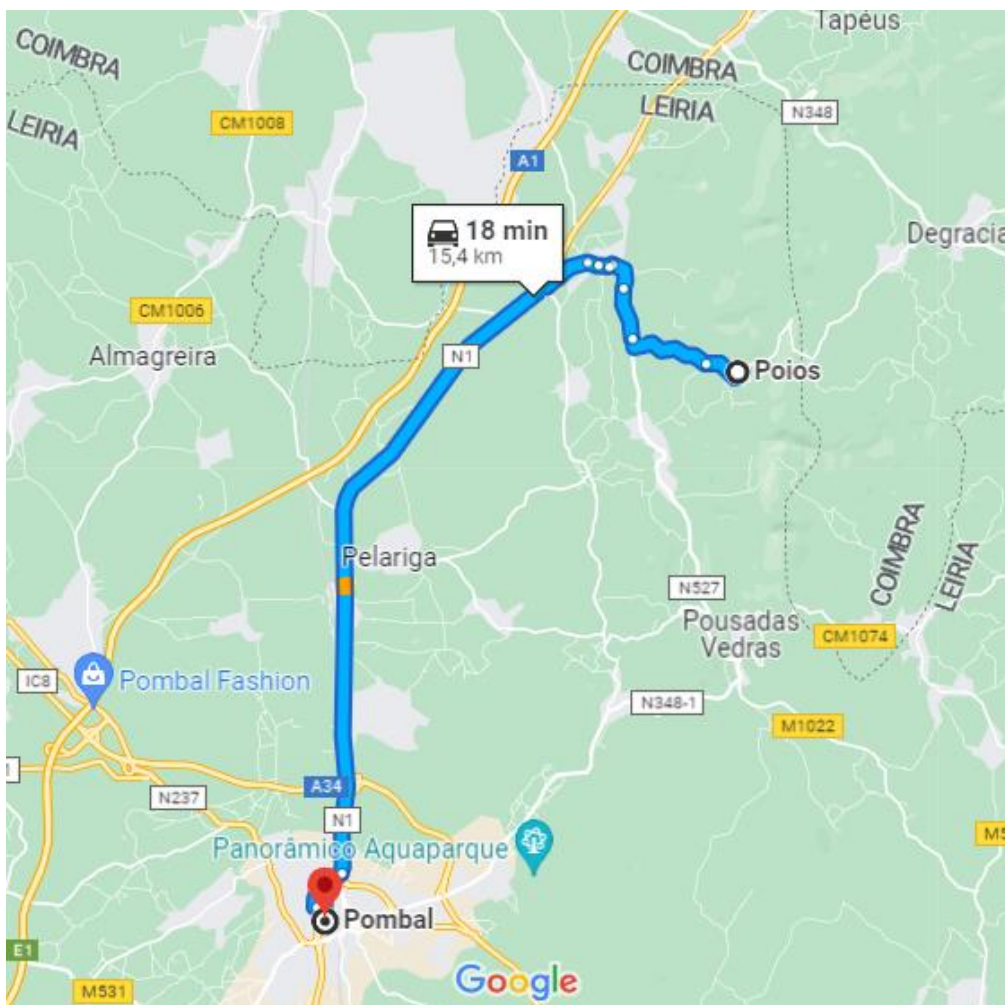 Tapéus
COIMBRA
LEIRIA
COIMBRA
LEIRIA
CM1008
N348
A1
18 min
15,4 km
Degracia
CM1006
Almagreira
N1
Poios
COIMBRA
LEIRIA
Pelariga
N527
Pousadas
Vedras
CM1074
IC8
Pombal Fashion
N348-1
M1022
A34
N237
N1
Panorâmico Aquaparque
Pombal
E1
M531
Google